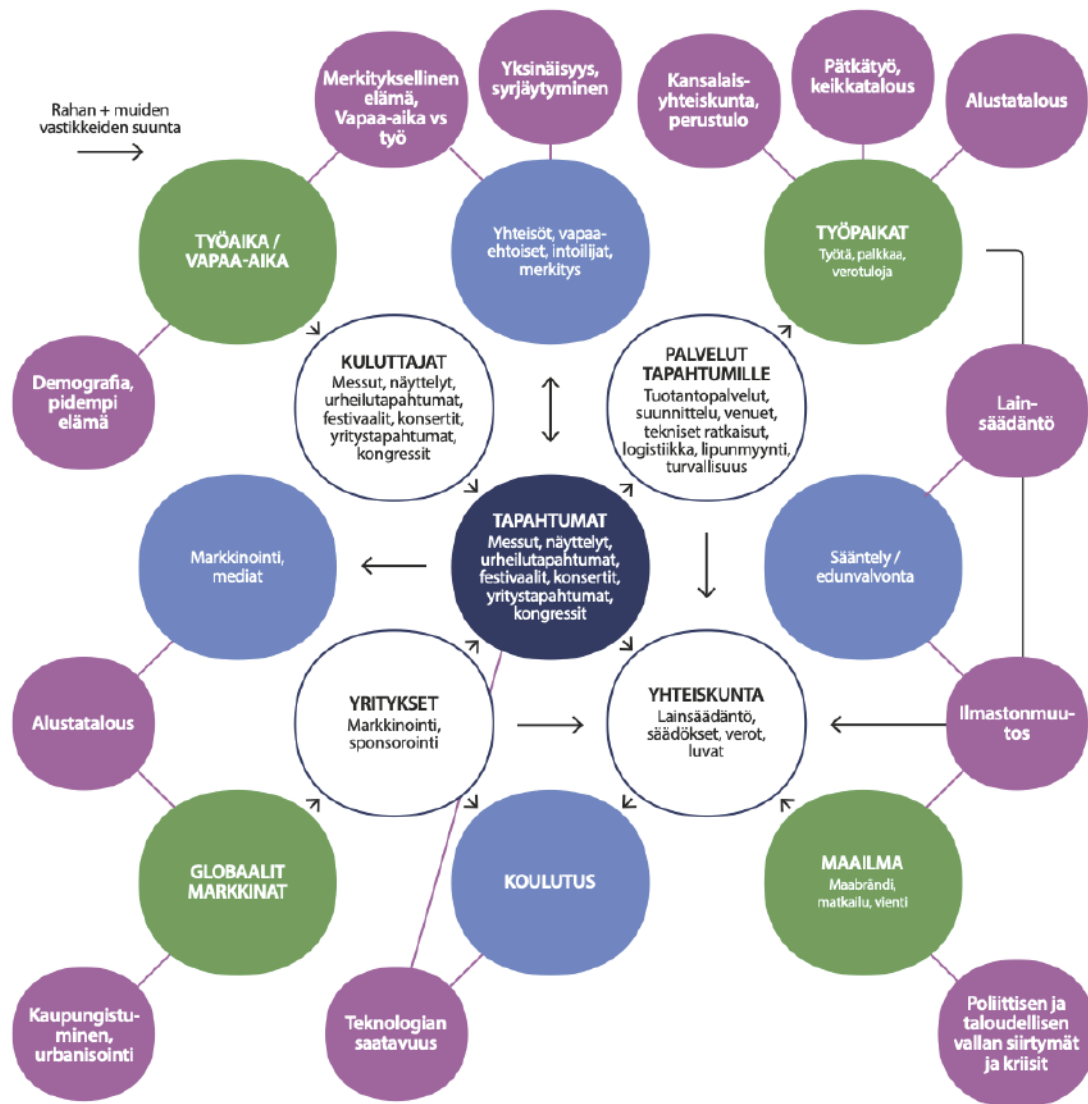 Rahan + muiden
vastikkeiden suunta
Merkityksellinen
elämä,
Vapaa-aika vs
työ
Yksinäisyys,
syrjäytyminen
Kansalais-
yhteiskunta,
perustulo
Pätkätyö,
keikkatalous
Alustatalous
TYÖAIKA /
VAPAA-AIKA
Yhteisöt, vapaa-
ehtoiset, intoilijat,
merkitys
TYÖPAIKAT
Työtä, palkkaa,
verotuloja
Demografia,
pidempi
elämä
KULUTTAJAT
Messut, näyttelyt,
urheilutapahtumat,
festivaalit, konsertit,
yritystapahtumat,
kongressit
PALVELUT
TAPAHTUMILLE
Tuotantopalvelut,
suunnittelu, venuet,
tekniset ratkaisut,
logistiikka, lipunmyynti,
turvallisuus
Lain-
säädäntö
Markkinointi,
mediat
TAPAHTUMAT
Messut, näyttelyt,
urheilutapahtumat,
festivaalit, konsertit,
yritystapahtumat,
kongressit
Sääntely /
edunvalvonta
Alustatalous
YRITYKSET
Markkinointi,
sponsorointi
YHTEISKUNTA
Lainsäädäntö,
säädökset, verot,
luvat
Ilmastonmuu-
tos
GLOBAALIT
MARKKINAT
KOULUTUS
MAAILMA
Maabrändi,
matkailu, vienti
Kaupungistu-
minen,
urbanisointi
Teknologian
saatavuus
Poliittisen ja
taloudellisen
vallan siirtymät
ja kriisit